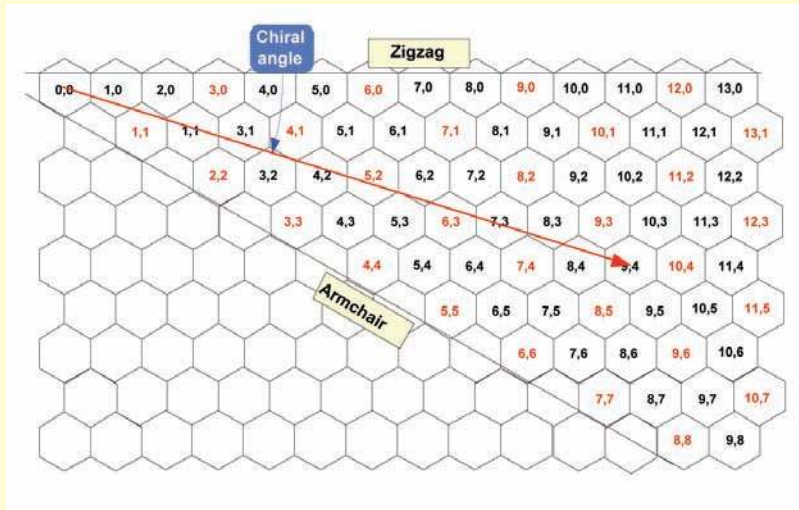 Chiral
angle
Zigzag
0,0 1,0 2,0 3,0 4,0 5,0 6,0 7,0 8,0 9,0 10,0 11,0 12,0 13,0
1,1 1,1 3,1 4,1 5,1 6,1 7,1 8,1 9,1 10,1 11,1 12,1 13,1
2,2 3,2 4,2 5,2 6,2 7,2 8,2 9,2 10,2 11,2 12,2
3,3 4,3 5,3 6,3 7,3 8,3 9,3 10,3 11,3 12,3
4,4 5,4 6,4 7,4 8,4 9,4 10,4 11,4
Armchair
5,5 6,5 7,5 8,5 9,5 10,5 11,5
6,6 7,6 8,6 9,6 10,6
7,7 8,7 9,7 10,7
8,8 9,8